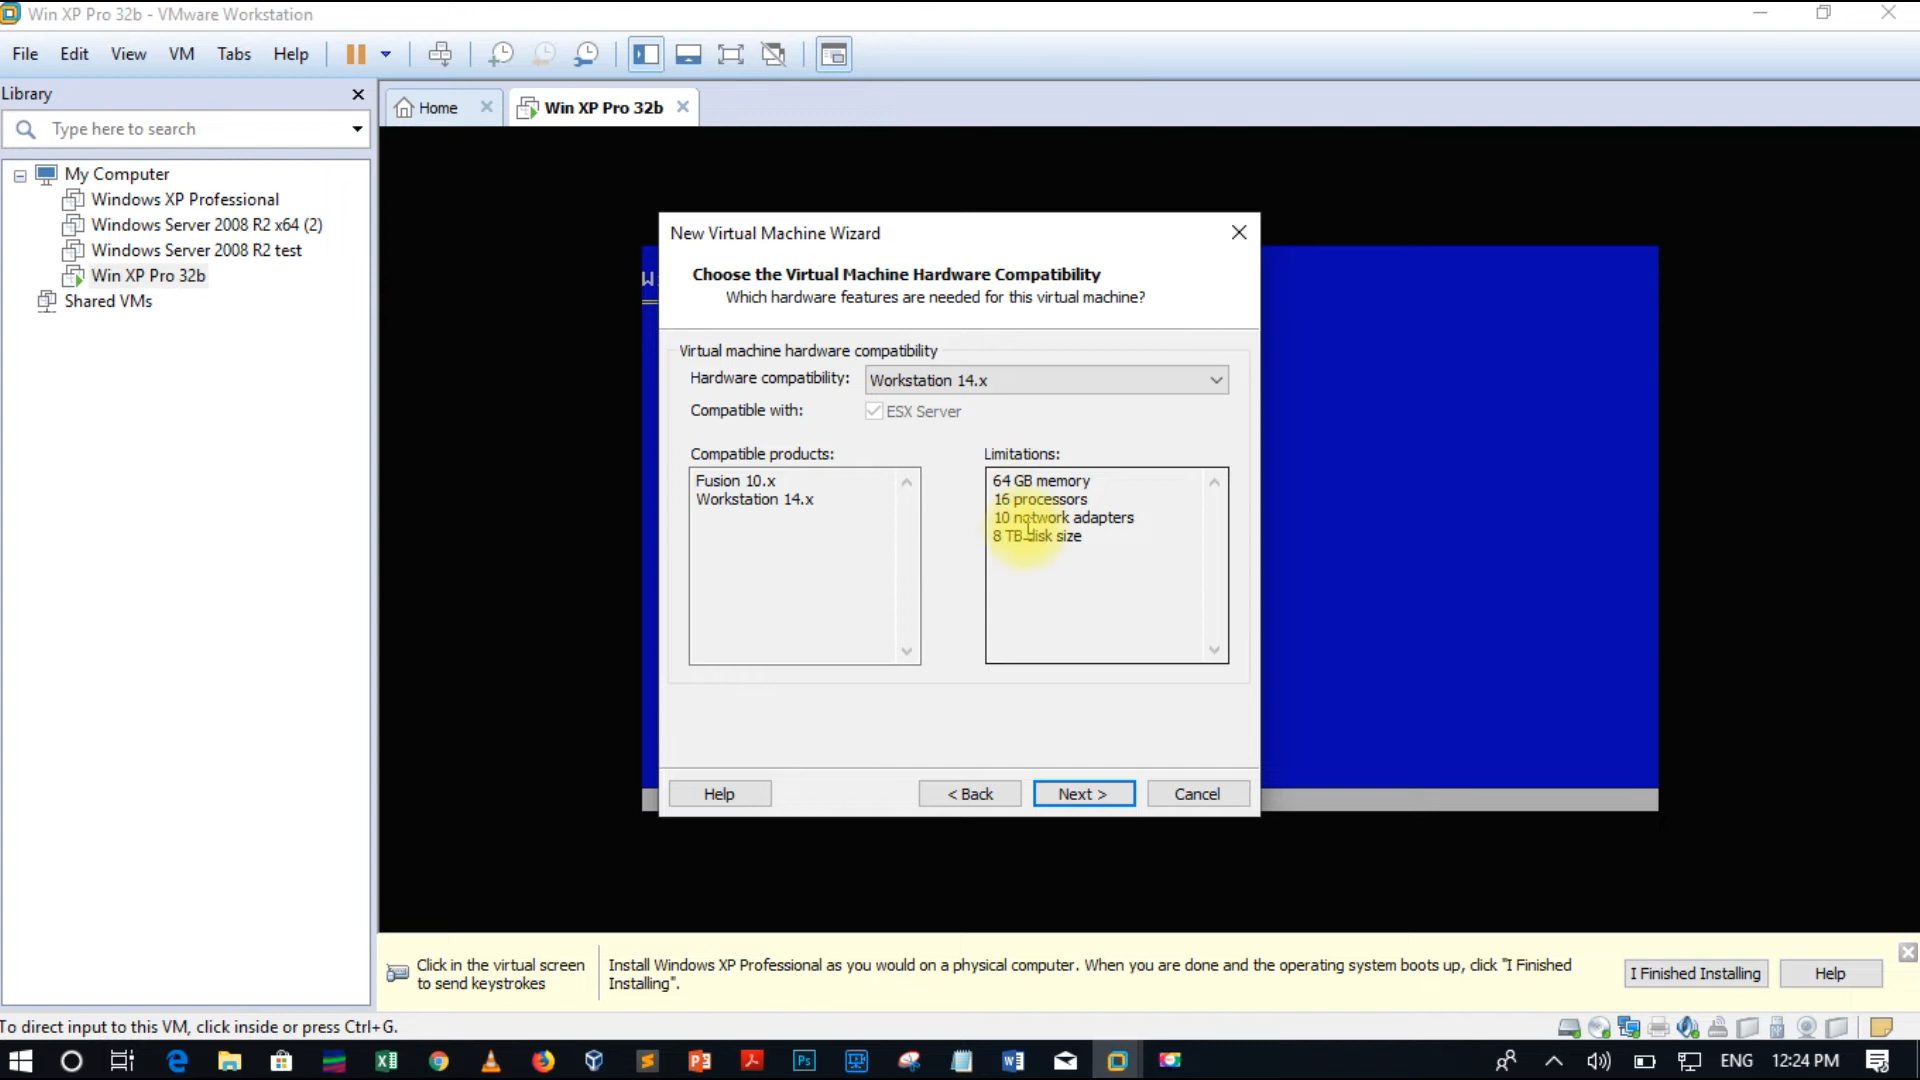 Win XP Pro 32b - VMware Workstation
File Edit View VM Tabs Help
Library
Type here to search
My Computer
Windows XP Professional
Windows Server 2008 R2 x64 (2)
Windows Server 2008 R2 test
Win XP Pro 32b
Shared VMs
Home
Win XP Pro 32b
New Virtual Machine Wizard
Choose the Virtual Machine Hardware Compatibility
Which hardware features are needed for this virtual machine?
Virtual machine hardware compatibility
Hardware compatibility: Workstation 14.x
Compatible with: ESX Server
Compatible products:
Fusion 10.x
Workstation 14.x
Limitations:
64 GB memory
16 processors
10 network adapters
8 TB disk size
Help
< Back
Next >
Cancel
Click in the virtual screen
to send keystrokes
Install Windows XP Professional as you would on a physical computer. When you are done and the operating system boots up, click "I Finished
Installing".
I Finished Installing
Help
To direct input to this VM, click inside or press Ctrl+G.
ENG 12:24 PM